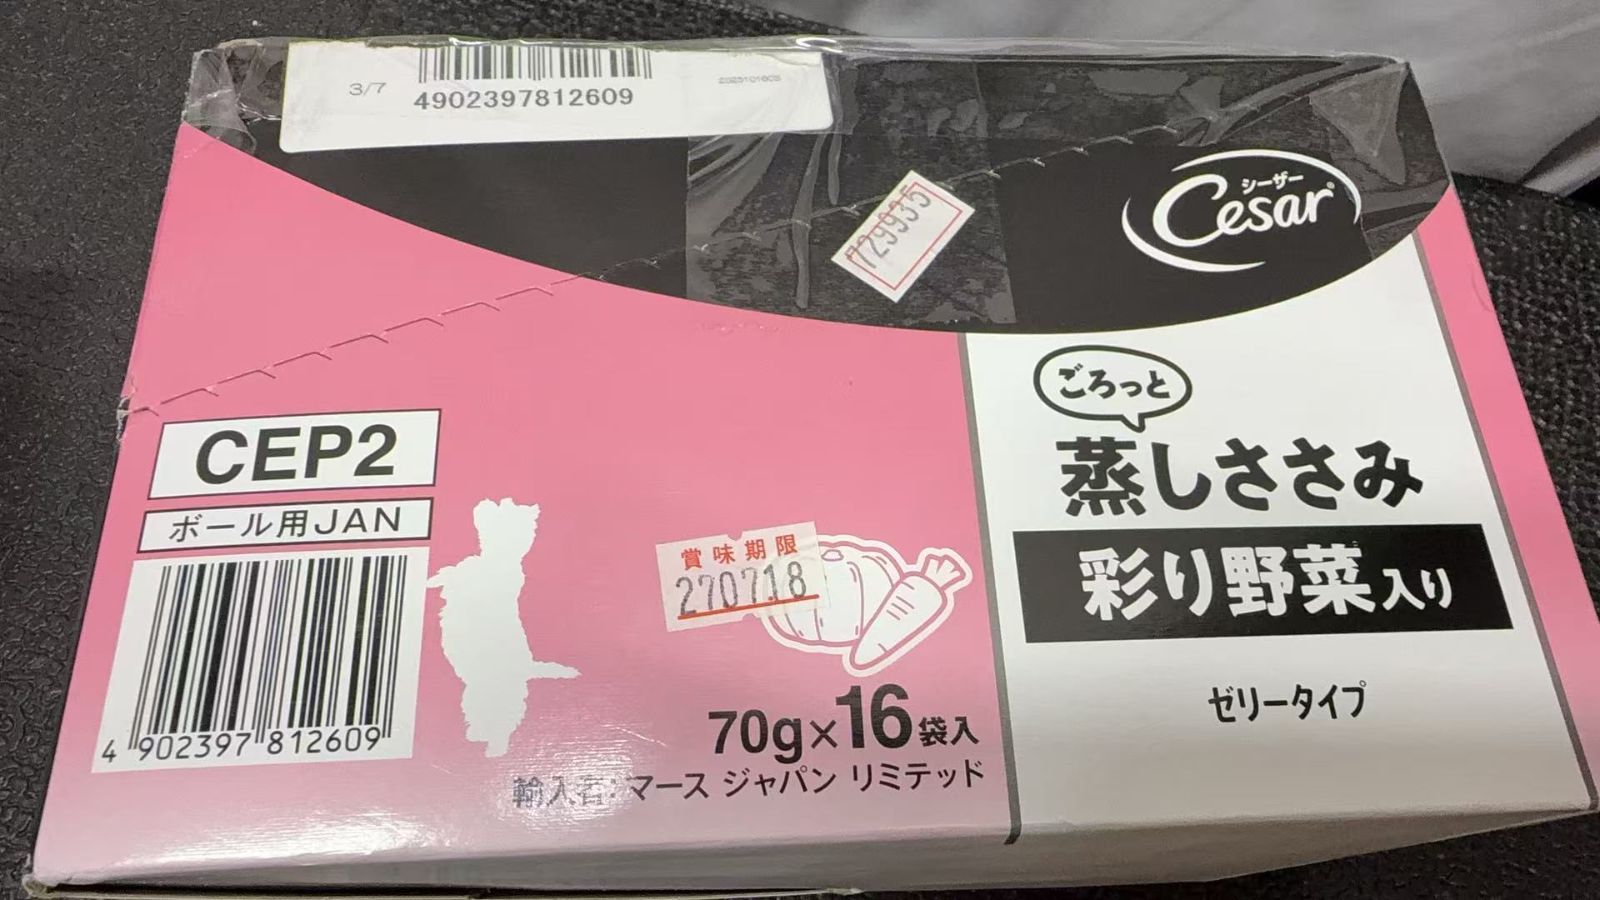 3/7
4902397812609
729935
シーザー
Cesar
ごろっと
蒸しささみ
彩り野菜入り
ゼリータイプ
CEP2
ボール用JAN
4 902397 812609
賞味期限
270718
70g×16袋入
輸入者:マース ジャパン リミテッド